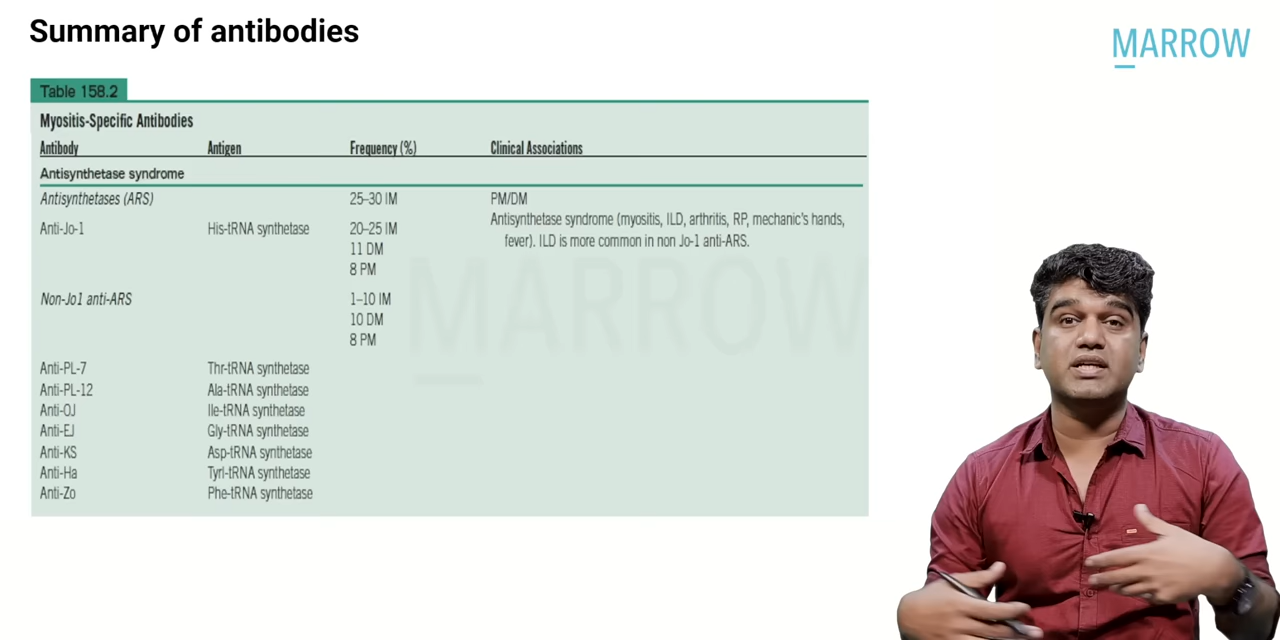 Summary of antibodies
MARROW
Table 158.2
Myositis-Specific Antibodies
Antibody Antigen Frequency (%) Clinical Associations
Antisynthetase syndrome
Antisynthetases (ARS) 25–30 IM PM/DM
Antisynthetase syndrome (myositis, ILD, arthritis, RP, mechanic's hands,
Anti-Jo-1 His-tRNA synthetase 20–25 IM fever). ILD is more common in non Jo-1 anti-ARS.
11 DM
8 PM
Non-Jo1 anti-ARS 1–10 IM
10 DM
8 PM
Anti-PL-7 Thr-tRNA synthetase
Anti-PL-12 Ala-tRNA synthetase
Anti-OJ Ile-tRNA synthetase
Anti-EJ Gly-tRNA synthetase
Anti-KS Asp-tRNA synthetase
Anti-Ha Tyrl-tRNA synthetase
Anti-Zo Phe-tRNA synthetase
MARROW